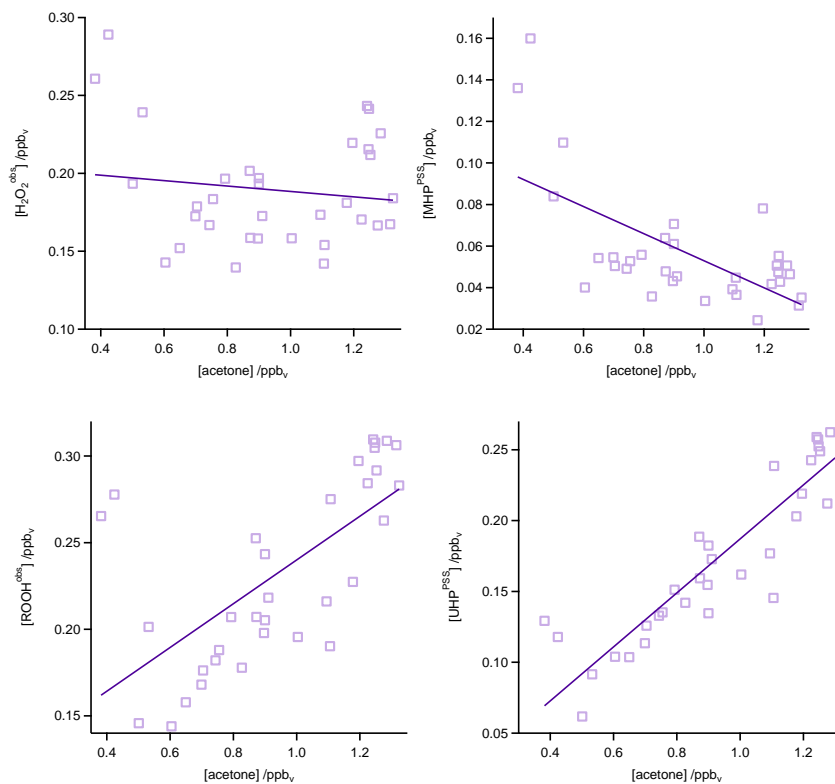 0.30
0.25
0.20
0.15
0.10
[H₂O₂ᵒᵇˢ] /ppbᵥ
0.4 0.6 0.8 1.0 1.2
[acetone] /ppbᵥ
0.16
0.14
0.12
0.10
0.08
0.06
0.04
0.02
[MHPᴾˢˢ] /ppbᵥ
0.4 0.6 0.8 1.0 1.2
[acetone] /ppbᵥ
0.30
0.25
0.20
0.15
[ROOHᵒᵇˢ] /ppbᵥ
0.4 0.6 0.8 1.0 1.2
[acetone] /ppbᵥ
0.25
0.20
0.15
0.10
0.05
[UHPᴾˢˢ] /ppbᵥ
0.4 0.6 0.8 1.0 1.2
[acetone] /ppbᵥ